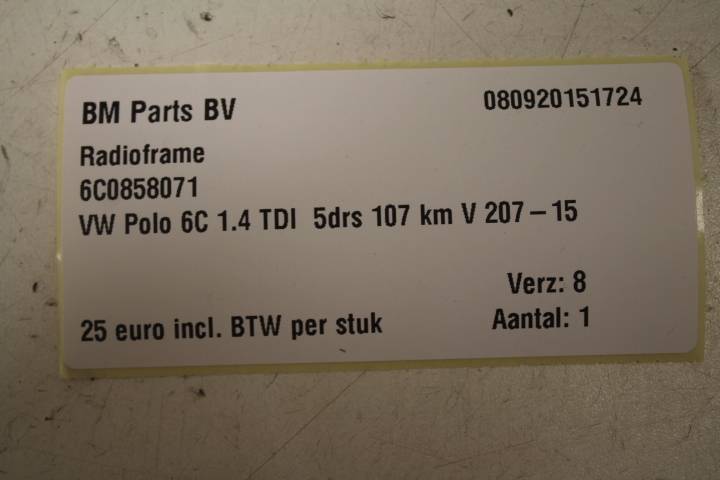 BM Parts BV 080920151724
Radioframe
6C0858071
VW Polo 6C 1.4 TDI 5drs 107 km V 207 – 15
Verz: 8
25 euro incl. BTW per stuk Aantal: 1